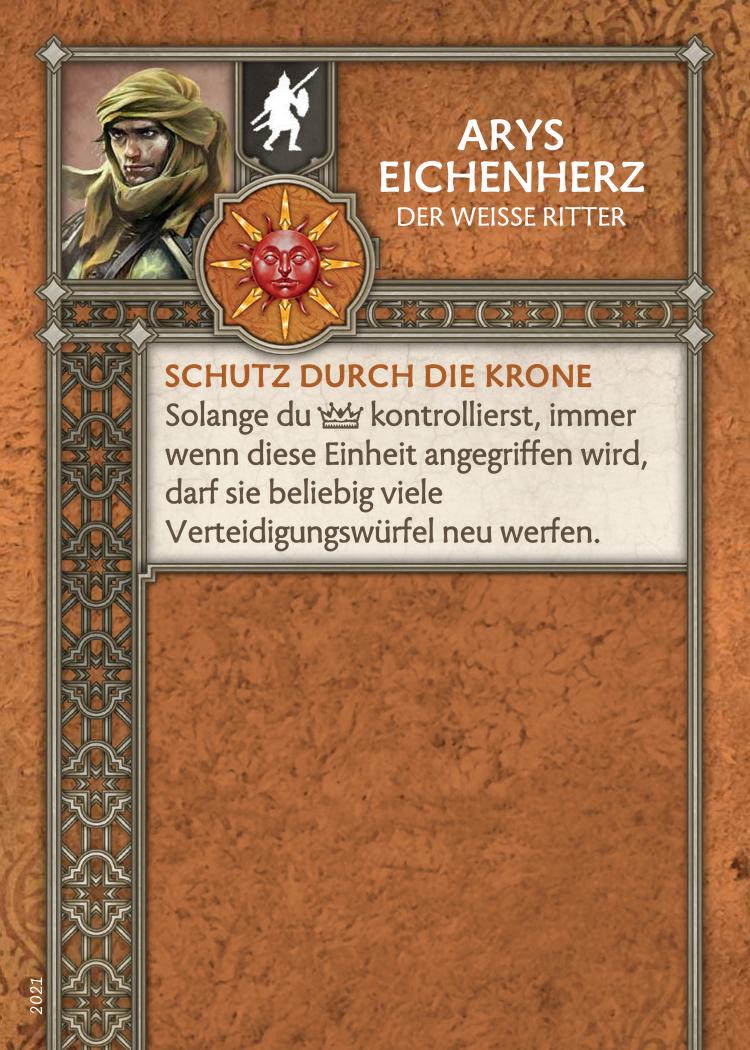 ARYS
EICHENHERZ
DER WEISSE RITTER
SCHUTZ DURCH DIE KRONE
Solange du kontrollierst, immer
wenn diese Einheit angegriffen wird,
darf sie beliebig viele
Verteidigungswürfel neu werfen.
2021